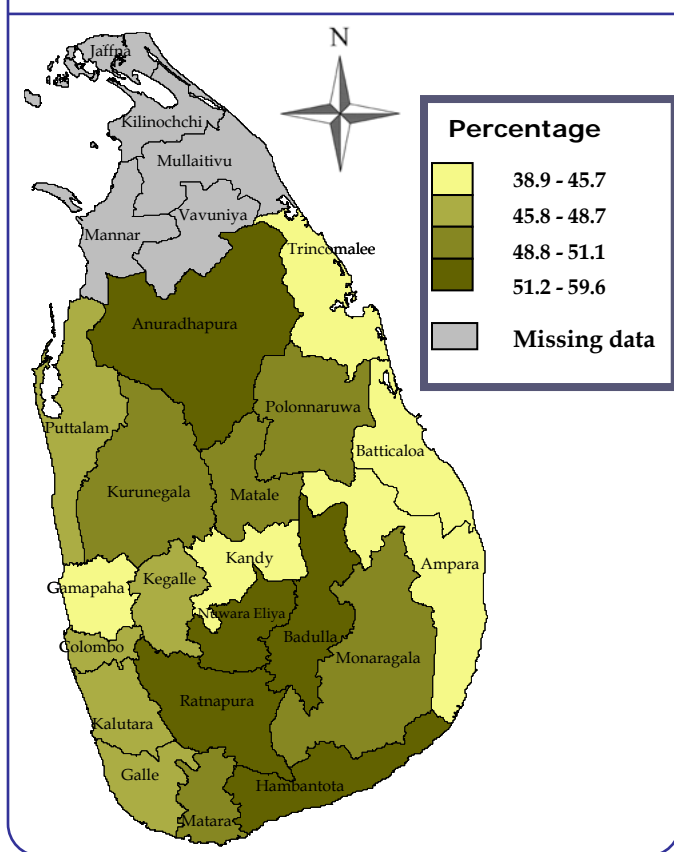 Jaffna
N
Kilinochchi
Mullaitivu
Vavuniya
Mannar
Trincomalee
Anuradhapura
Polonnaruwa
Puttalam
Batticaloa
Kurunegala
Matale
Kandy
Ampara
Kegalle
Gamapaha
Nuwara Eliya
Badulla
Colombo
Monaragala
Ratnapura
Kalutara
Galle
Hambantota
Matara
Percentage
38.9 - 45.7
45.8 - 48.7
48.8 - 51.1
51.2 - 59.6
Missing data